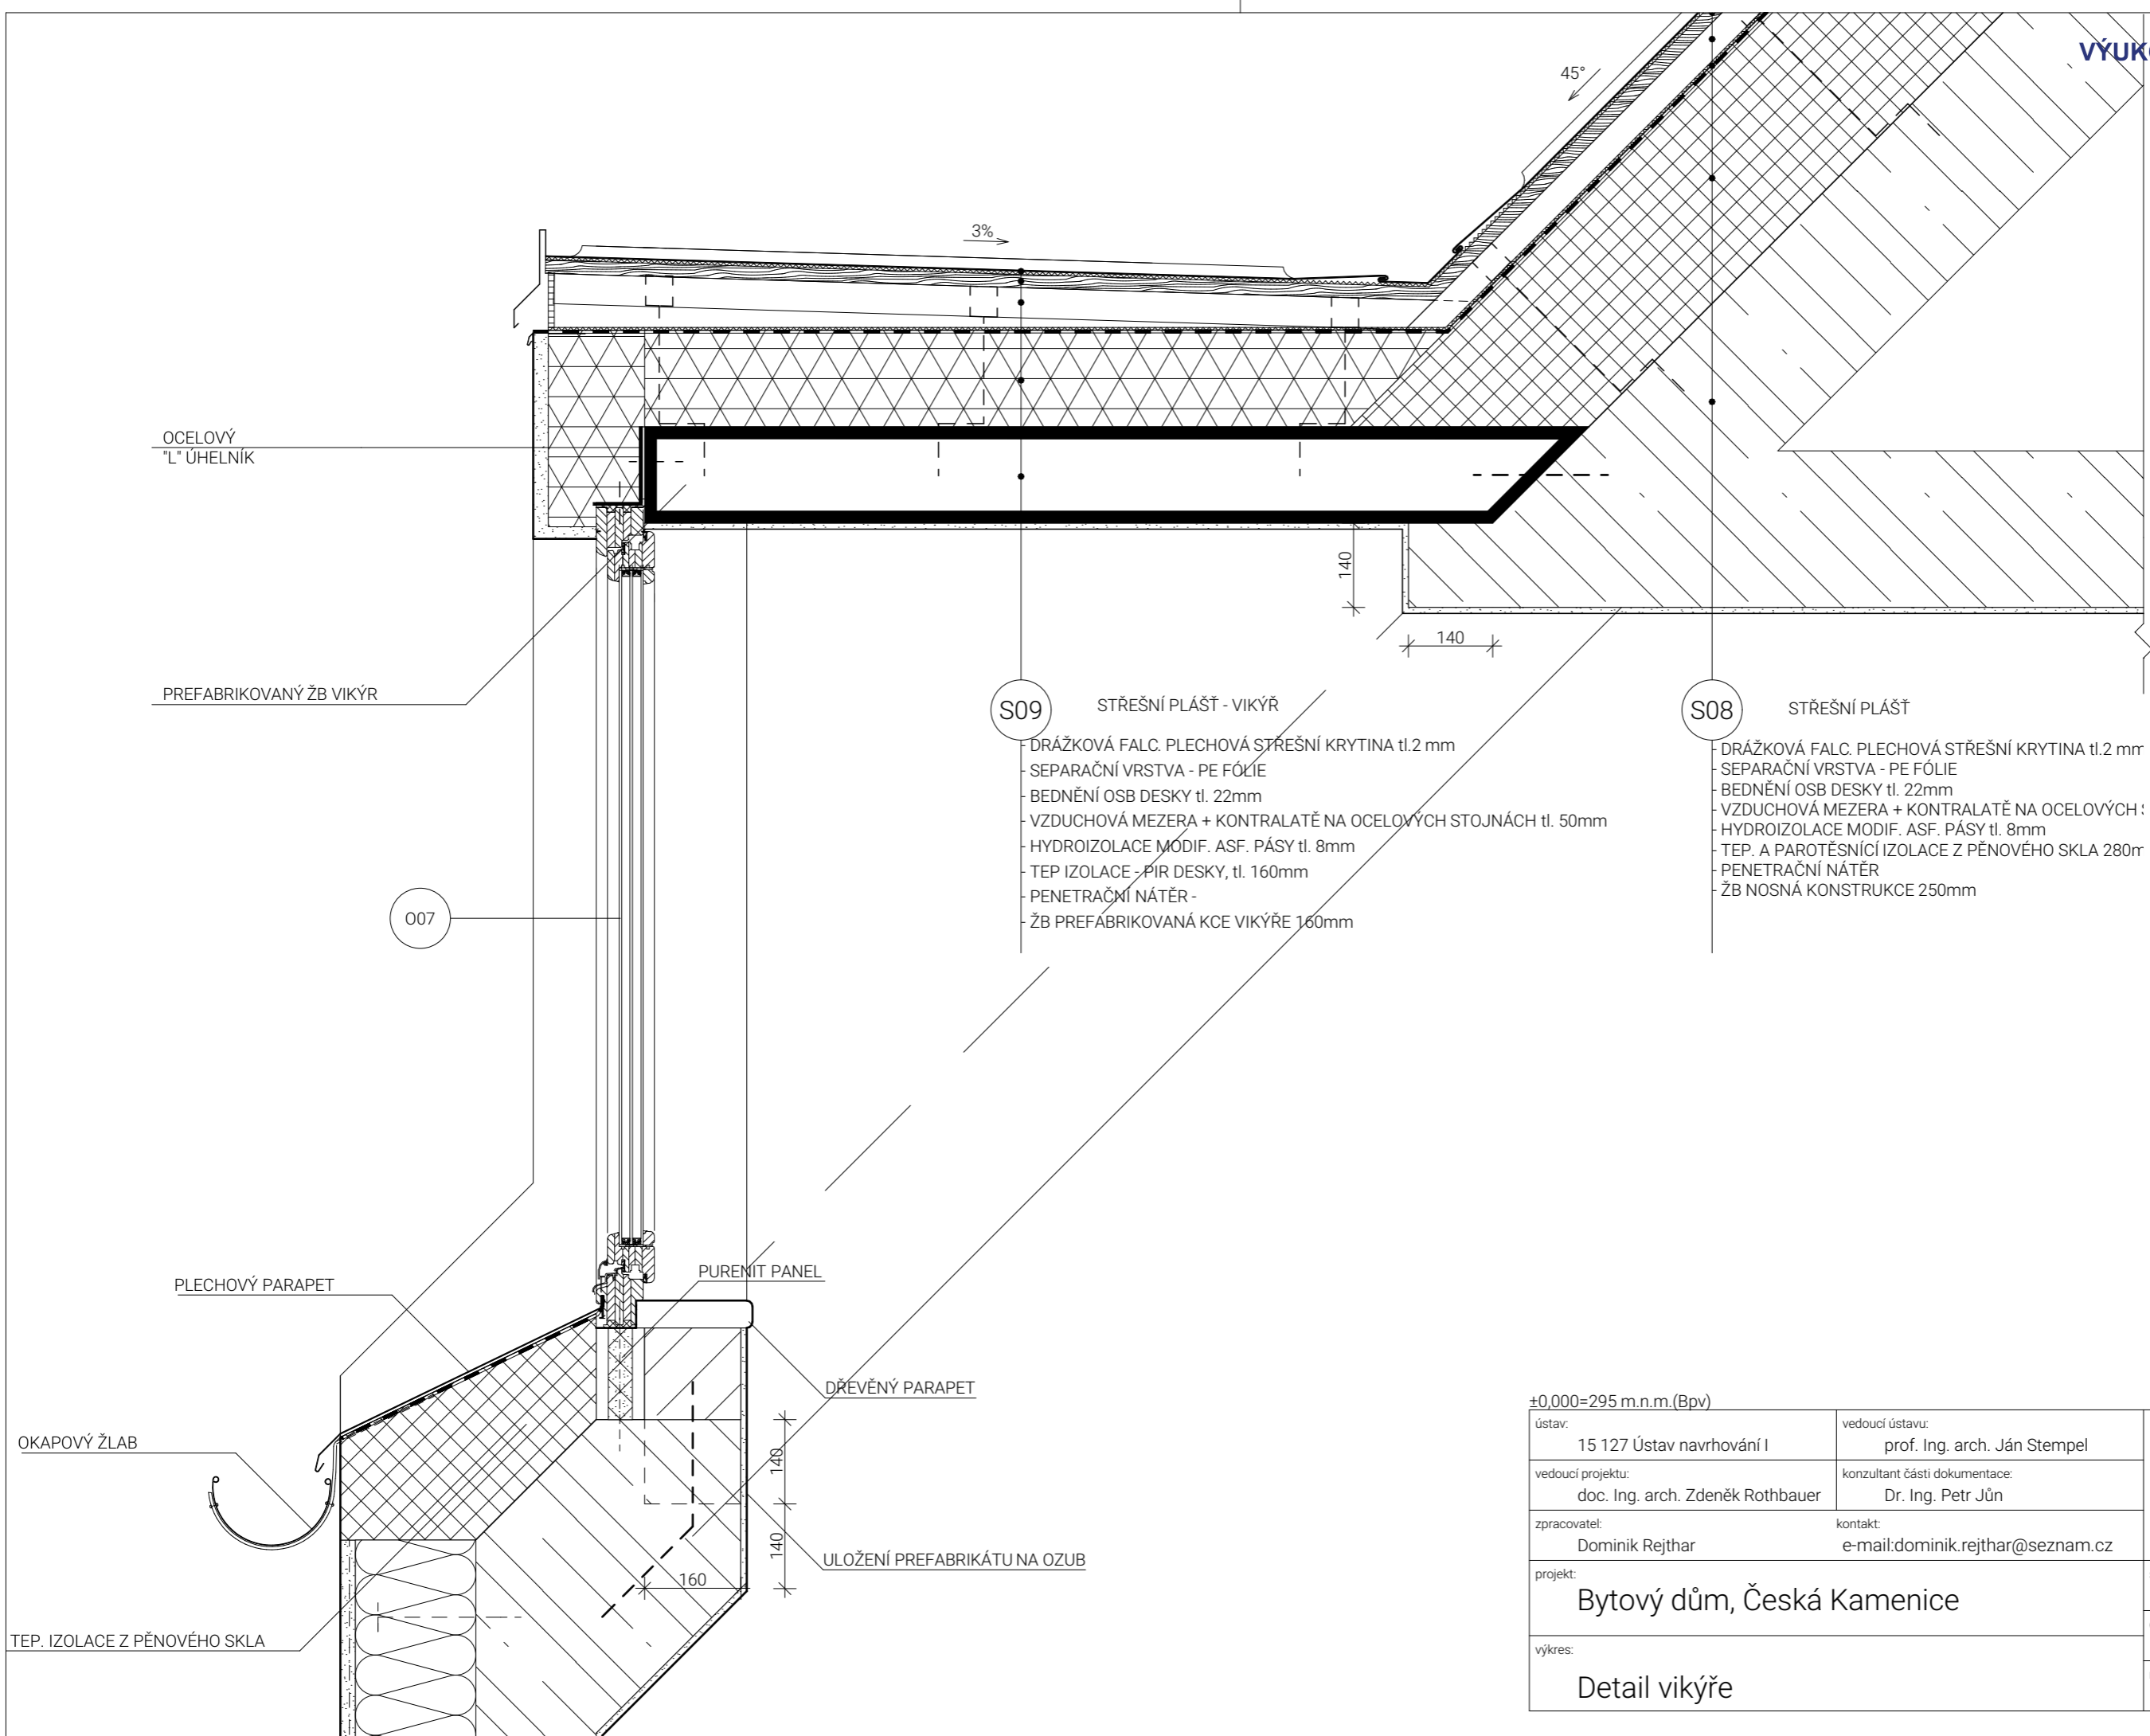 VÝUK
45°
3%
OCELOVÝ
"L" ÚHELNÍK
140
140
PREFABRIKOVANÝ ŽB VIKÝR
S09
STŘEŠNÍ PLÁŠŤ - VIKÝŘ
- DRÁŽKOVÁ FALC. PLECHOVÁ STŘEŠNÍ KRYTINA tl.2 mm
- SEPARAČNÍ VRSTVA - PE FÓLIE
- BEDNĚNÍ OSB DESKY tl. 22mm
- VZDUCHOVÁ MEZERA + KONTRALATĚ NA OCELOVÝCH STOJNÁCH tl. 50mm
- HYDROIZOLACE MODIF. ASF. PÁSY tl. 8mm
- TEP IZOLACE - PIR DESKY, tl. 160mm
- PENETRAČNÍ NÁTĚR -
- ŽB PREFABRIKOVANÁ KCE VIKÝŘE 160mm
S08
STŘEŠNÍ PLÁŠŤ
- DRÁŽKOVÁ FALC. PLECHOVÁ STŘEŠNÍ KRYTINA tl.2 mm
- SEPARAČNÍ VRSTVA - PE FÓLIE
- BEDNĚNÍ OSB DESKY tl. 22mm
- VZDUCHOVÁ MEZERA + KONTRALATĚ NA OCELOVÝCH
- HYDROIZOLACE MODIF. ASF. PÁSY tl. 8mm
- TEP. A PAROTĚSNÍCÍ IZOLACE Z PĚNOVÉHO SKLA 280m
- PENETRAČNÍ NÁTĚR
- ŽB NOSNÁ KONSTRUKCE 250mm
O07
PLECHOVÝ PARAPET
PURENIT PANEL
DŘEVĚNÝ PARAPET
OKAPOVÝ ŽLAB
140
140
160
ULOŽENÍ PREFABRIKÁTU NA OZUB
TEP. IZOLACE Z PĚNOVÉHO SKLA
±0,000=295 m.n.m.(Bpv)
ústav:
15 127 Ústav navrhování I
vedoucí ústavu:
prof. Ing. arch. Ján Stempel
vedoucí projektu:
doc. Ing. arch. Zdeněk Rothbauer
konzultant části dokumentace:
Dr. Ing. Petr Jůn
zpracovatel:
Dominik Rejthar
kontakt:
e-mail:dominik.rejthar@seznam.cz
projekt:
Bytový dům, Česká Kamenice
výkres:
Detail vikýře